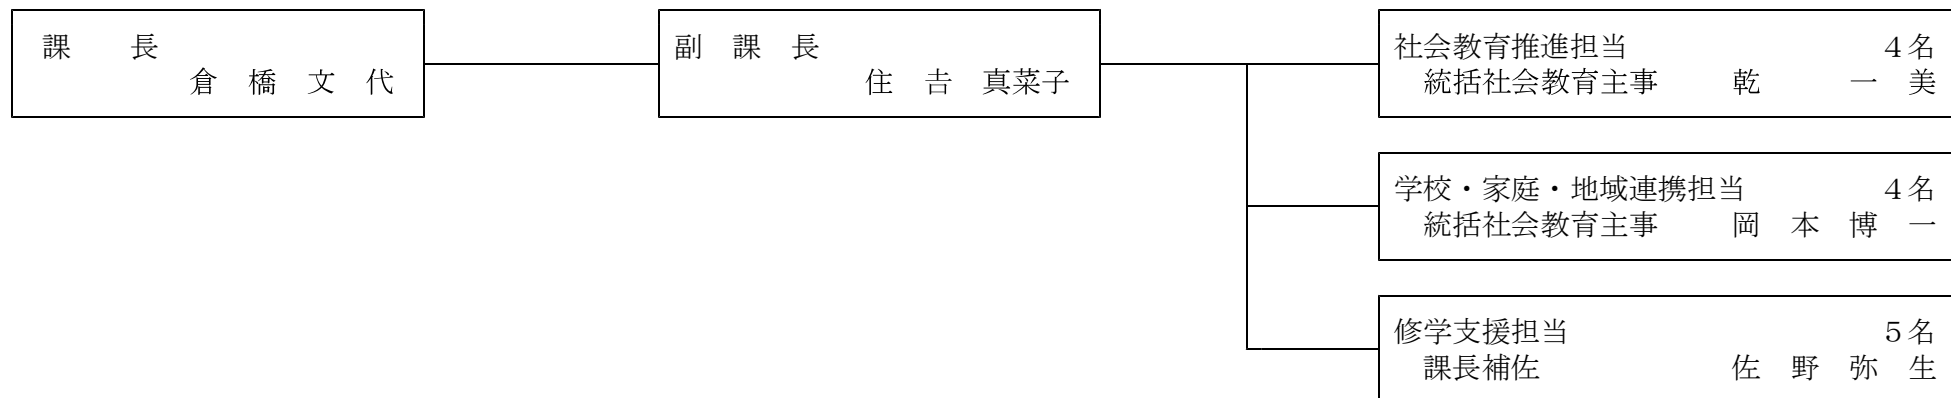 課　　長
倉　橋　文　代
副　課　長
住　𠮷　真菜子
社会教育推進担当　４名
統括社会教育主事　乾　　　一　美
学校・家庭・地域連携担当　４名
統括社会教育主事　岡　本　博　一
修学支援担当　５名
課長補佐　佐　野　弥　生